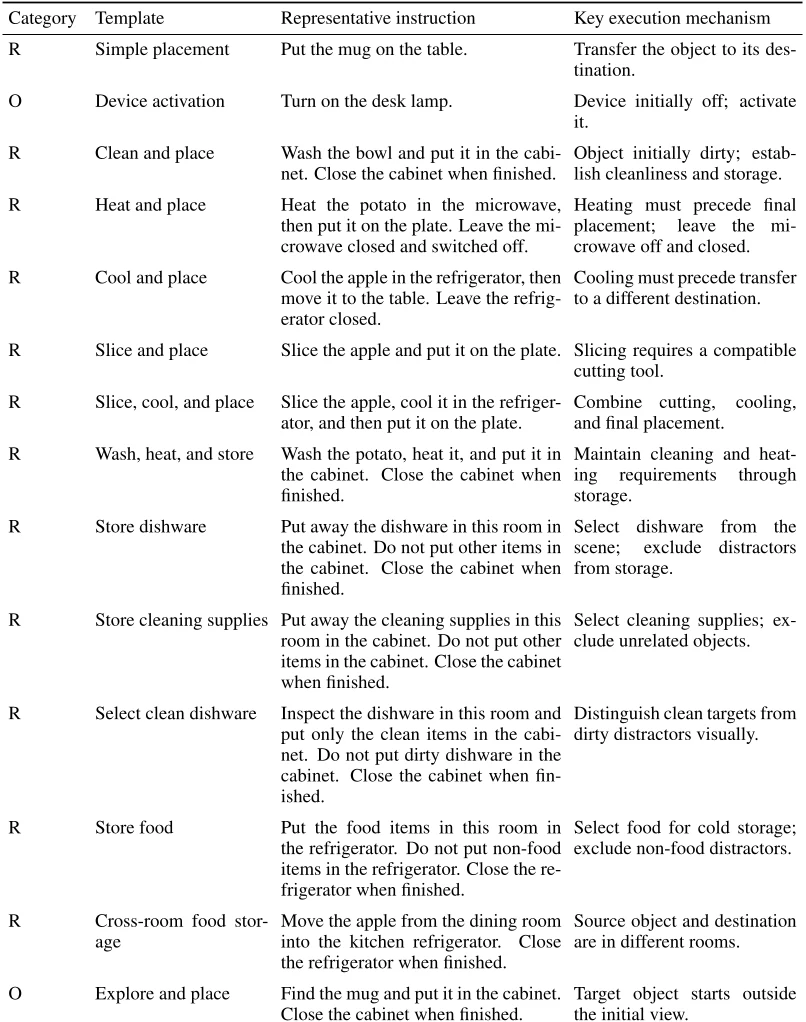 Category Template Representative instruction Key execution mechanism
R Simple placement Put the mug on the table. Transfer the object to its des-
tination.
O Device activation Turn on the desk lamp. Device initially off; activate
it.
R Clean and place Wash the bowl and put it in the cabi- Object initially dirty; estab-
net. Close the cabinet when finished. lish cleanliness and storage.
R Heat and place Heat the potato in the microwave, Heating must precede final
then put it on the plate. Leave the mi- placement; leave the mi-
crowave closed and switched off. crowave off and closed.
R Cool and place Cool the apple in the refrigerator, then Cooling must precede transfer
move it to the table. Leave the refrig- to a different destination.
erator closed.
R Slice and place Slice the apple and put it on the plate. Slicing requires a compatible
cutting tool.
R Slice, cool, and place Slice the apple, cool it in the refriger- Combine cutting, cooling,
ator, and then put it on the plate. and final placement.
R Wash, heat, and store Wash the potato, heat it, and put it in Maintain cleaning and heat-
the cabinet. Close the cabinet when ing requirements through
finished. storage.
R Store dishware Put away the dishware in this room in Select dishware from the
the cabinet. Do not put other items in scene; exclude distractors
the cabinet. Close the cabinet when from storage.
finished.
R Store cleaning supplies Put away the cleaning supplies in this Select cleaning supplies; ex-
room in the cabinet. Do not put other clude unrelated objects.
items in the cabinet. Close the cabinet
when finished.
R Select clean dishware Inspect the dishware in this room and Distinguish clean targets from
put only the clean items in the cabi- dirty distractors visually.
net. Do not put dirty dishware in the
cabinet. Close the cabinet when fin-
ished.
R Store food Put the food items in this room in Select food for cold storage;
the refrigerator. Do not put non-food exclude non-food distractors.
items in the refrigerator. Close the re-
frigerator when finished.
R Cross-room food stor- Move the apple from the dining room Source object and destination
age into the kitchen refrigerator. Close are in different rooms.
the refrigerator when finished.
O Explore and place Find the mug and put it in the cabinet. Target object starts outside
Close the cabinet when finished. the initial view.